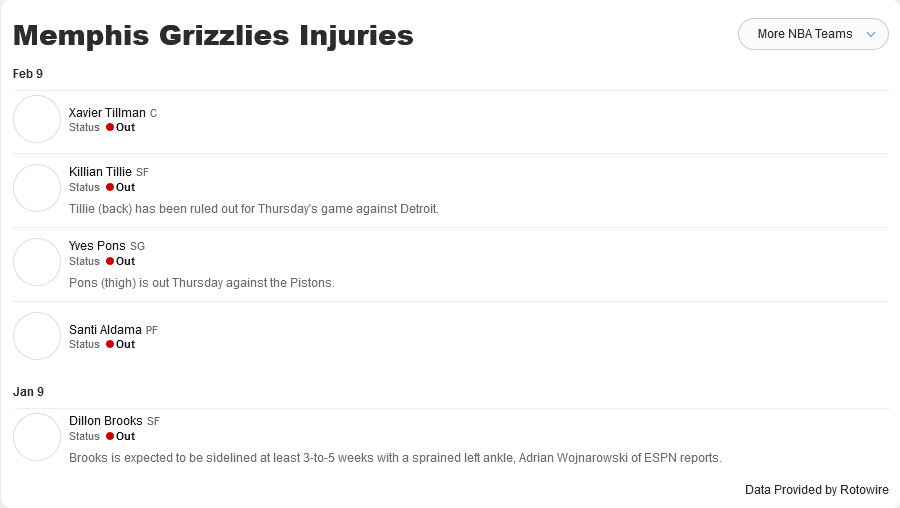 Memphis Grizzlies Injuries
More NBA Teams
Feb 9
Xavier Tillman C
Status Out
Killian Tillie SF
Status Out
Tillie (back) has been ruled out for Thursday's game against Detroit.
Yves Pons SG
Status Out
Pons (thigh) is out Thursday against the Pistons.
Santi Aldama PF
Status Out
Jan 9
Dillon Brooks SF
Status Out
Brooks is expected to be sidelined at least 3-to-5 weeks with a sprained left ankle, Adrian Wojnarowski of ESPN reports.
Data Provided by Rotowire